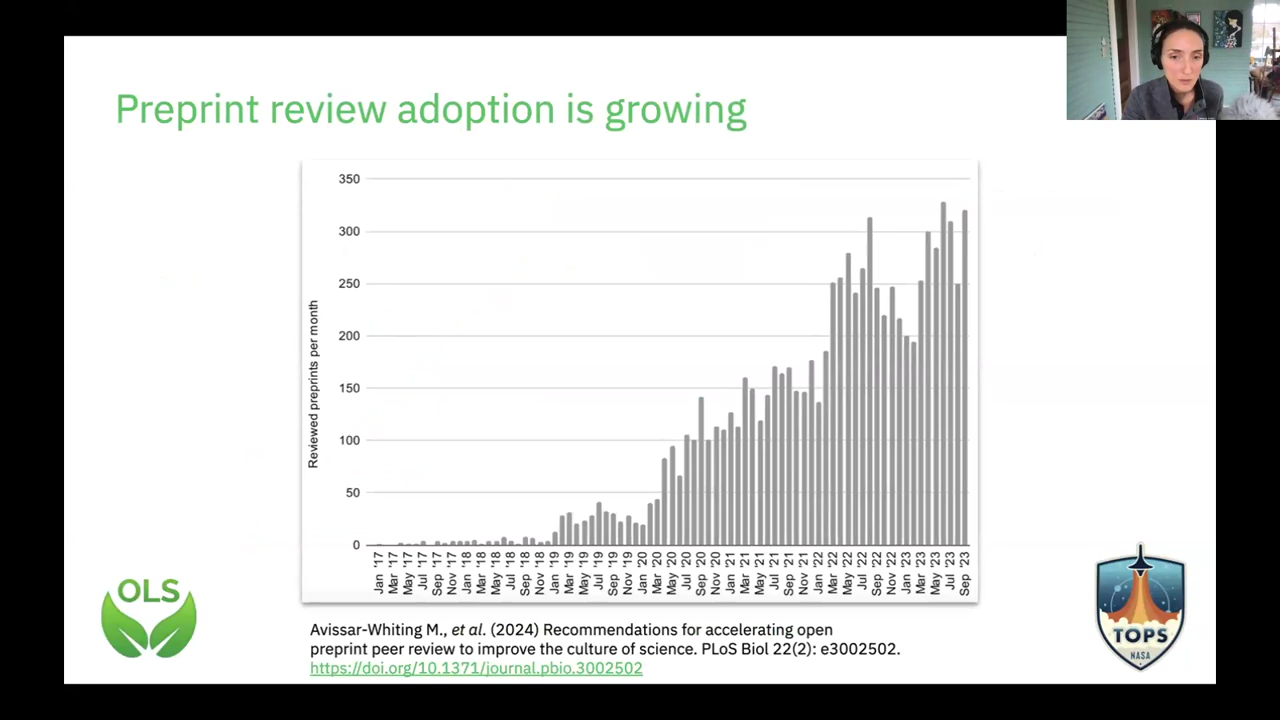 Preprint review adoption is growing
350
300
250
200
150
100
50
0
Reviewed preprints per month
Jan '17
Mar '17
May '17
Jul '17
Sep '17
Nov '17
Jan '18
Mar '18
May '18
Jul '18
Sep '18
Nov '18
Jan '19
Mar '19
May '19
Jul '19
Sep '19
Nov '19
Jan '20
Mar '20
May '20
Jul '20
Sep '20
Nov '20
Jan '21
Mar '21
May '21
Jul '21
Sep '21
Nov '21
Jan '22
Mar '22
May '22
Jul '22
Sep '22
Nov '22
Jan '23
Mar '23
May '23
Jul '23
Sep '23
OLS
Avissar-Whiting M., et al. (2024) Recommendations for accelerating open
preprint peer review to improve the culture of science. PLoS Biol 22(2): e3002502.
https://doi.org/10.1371/journal.pbio.3002502
TOPS
NASA